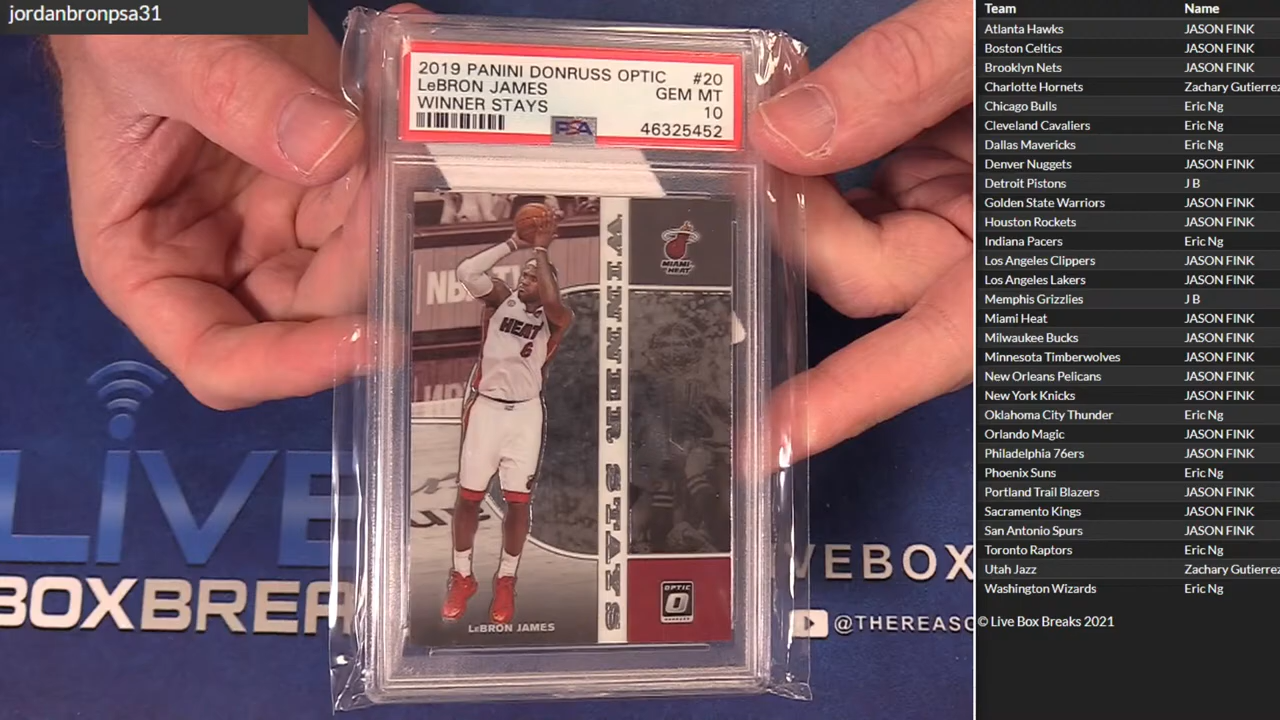 jordanbronpsa31
2019 PANINI DONRUSS OPTIC #20
LeBRON JAMES GEM MT
WINNER STAYS 10
PSA 46325452
MIAMI HEAT
HEAT
6
WINNER STAYS
OPTIC
DONRUSS
LeBRON JAMES
LIVE
BOXBREA
VEBOX
@THEREASO
Team Name
Atlanta Hawks JASON FINK
Boston Celtics JASON FINK
Brooklyn Nets JASON FINK
Charlotte Hornets Zachary Gutierrez
Chicago Bulls Eric Ng
Cleveland Cavaliers Eric Ng
Dallas Mavericks Eric Ng
Denver Nuggets JASON FINK
Detroit Pistons J B
Golden State Warriors JASON FINK
Houston Rockets JASON FINK
Indiana Pacers Eric Ng
Los Angeles Clippers JASON FINK
Los Angeles Lakers JASON FINK
Memphis Grizzlies J B
Miami Heat JASON FINK
Milwaukee Bucks JASON FINK
Minnesota Timberwolves JASON FINK
New Orleans Pelicans JASON FINK
New York Knicks JASON FINK
Oklahoma City Thunder Eric Ng
Orlando Magic JASON FINK
Philadelphia 76ers JASON FINK
Phoenix Suns Eric Ng
Portland Trail Blazers JASON FINK
Sacramento Kings JASON FINK
San Antonio Spurs JASON FINK
Toronto Raptors Eric Ng
Utah Jazz Zachary Gutierrez
Washington Wizards Eric Ng
© Live Box Breaks 2021